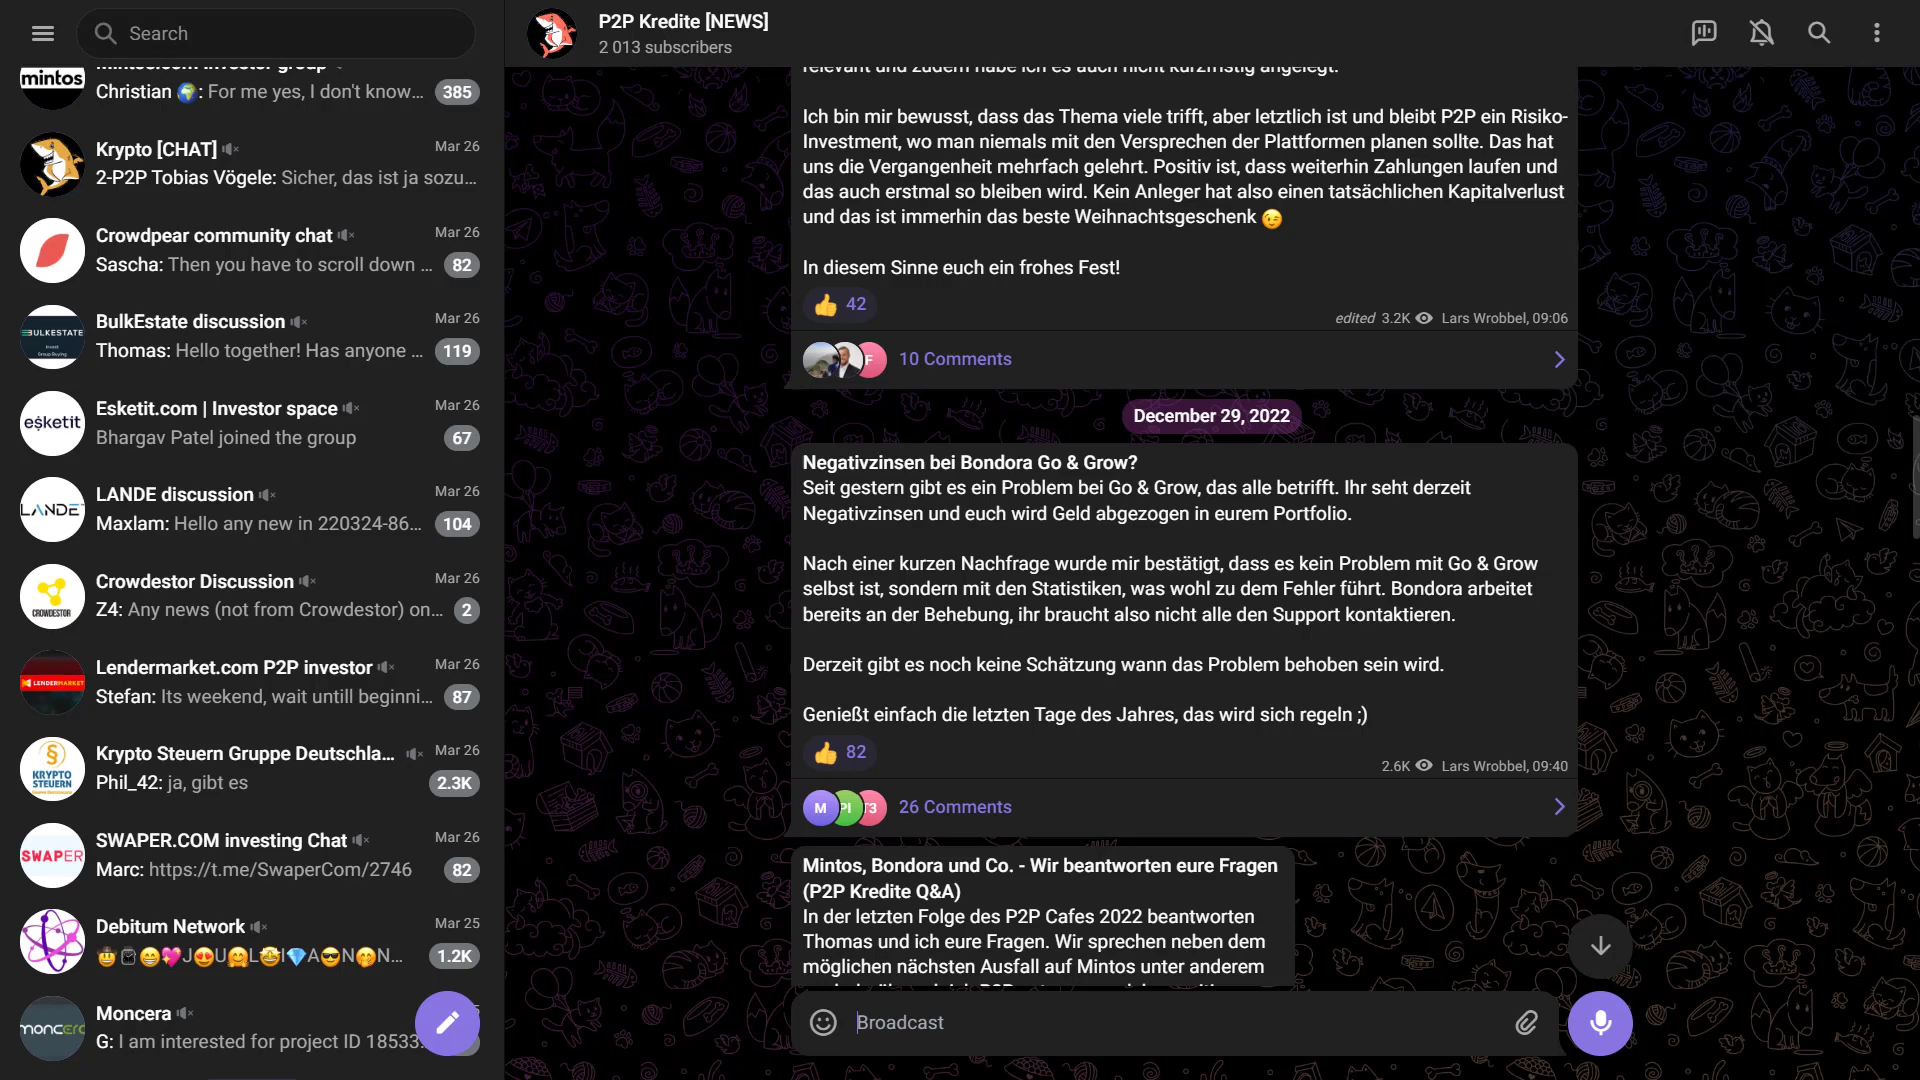 Search
mintos
Mintos.com investor group
Christian 🌍: For me yes, I don't know…
385
Krypto [CHAT]
Mar 26
2-P2P Tobias Vögele: Sicher, das ist ja sozu…
Crowdpear community chat
Mar 26
Sascha: Then you have to scroll down …
82
BULKESTATE
BulkEstate discussion
Mar 26
Thomas: Hello together! Has anyone …
119
esketit
Esketit.com | Investor space
Mar 26
Bhargav Patel joined the group
67
LANDE
LANDE discussion
Mar 26
Maxlam: Hello any new in 220324-86…
104
CROWDESTOR
Crowdestor Discussion
Mar 26
Z4: Any news (not from Crowdestor) on…
2
LENDERMARKET
Lendermarket.com P2P investor
Mar 26
Stefan: Its weekend, wait untill beginni…
87
§
KRYPTO
STEUERN
Krypto Steuern Gruppe Deutschla…
Mar 26
Phil_42: ja, gibt es
2.3K
SWAPER
SWAPER.COM investing Chat
Mar 26
Marc: https://t.me/SwaperCom/2746
82
Debitum Network
Mar 25
🤠⌚😁💖J😍U🤗L🤩I💎A😎N🤭N…
1.2K
moncera
Moncera
G: I am interested for project ID 18533.
P2P Kredite [NEWS]
2 013 subscribers
relevant und zudem habe ich es auch nicht kurzfristig angelegt.
Ich bin mir bewusst, dass das Thema viele trifft, aber letztlich ist und bleibt P2P ein Risiko-
Investment, wo man niemals mit den Versprechen der Plattformen planen sollte. Das hat
uns die Vergangenheit mehrfach gelehrt. Positiv ist, dass weiterhin Zahlungen laufen und
das auch erstmal so bleiben wird. Kein Anleger hat also einen tatsächlichen Kapitalverlust
und das ist immerhin das beste Weihnachtsgeschenk 😉
In diesem Sinne euch ein frohes Fest!
👍 42
edited 3.2K Lars Wrobbel, 09:06
F
10 Comments
December 29, 2022
Negativzinsen bei Bondora Go & Grow?
Seit gestern gibt es ein Problem bei Go & Grow, das alle betrifft. Ihr seht derzeit
Negativzinsen und euch wird Geld abgezogen in eurem Portfolio.
Nach einer kurzen Nachfrage wurde mir bestätigt, dass es kein Problem mit Go & Grow
selbst ist, sondern mit den Statistiken, was wohl zu dem Fehler führt. Bondora arbeitet
bereits an der Behebung, ihr braucht also nicht alle den Support kontaktieren.
Derzeit gibt es noch keine Schätzung wann das Problem behoben sein wird.
Genießt einfach die letzten Tage des Jahres, das wird sich regeln ;)
👍 82
2.6K Lars Wrobbel, 09:40
M PI T3
26 Comments
Mintos, Bondora und Co. - Wir beantworten eure Fragen
(P2P Kredite Q&A)
In der letzten Folge des P2P Cafes 2022 beantworten
Thomas und ich eure Fragen. Wir sprechen neben dem
möglichen nächsten Ausfall auf Mintos unter anderem
Broadcast